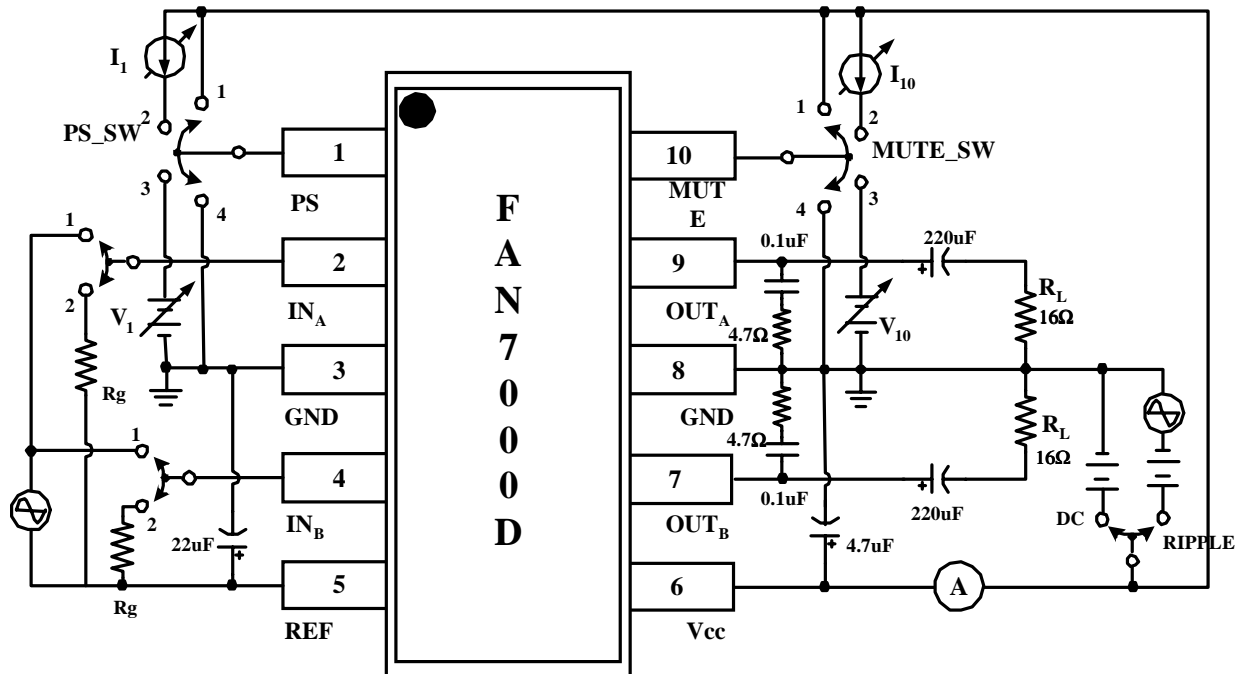 I1
1
2
PS_SW
3
4
1
PS
1
2
2
INA
V1
Rg
3
GND
1
2
4
INB
22uF
+
Rg
5
REF
F
A
N
7
0
0
0
D
I10
1
2
MUTE_SW
3
4
10
MUT
E
9
OUTA
0.1uF
220uF
+
4.7Ω
V10
RL
16Ω
8
GND
4.7Ω
RL
16Ω
7
OUTB
0.1uF
+
220uF
4.7uF
+
DC
RIPPLE
6
Vcc
A